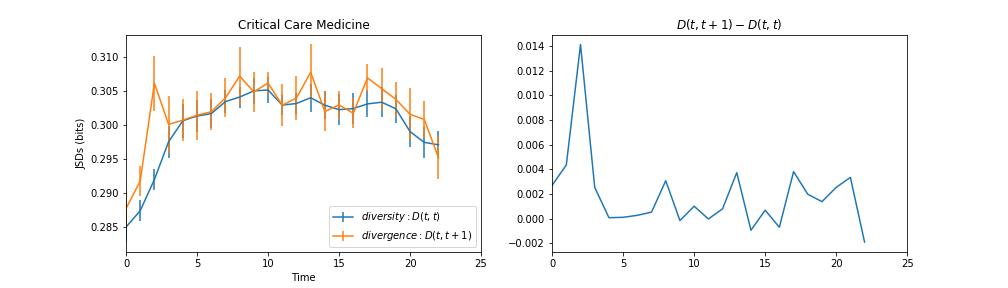 Critical Care Medicine
JSDs (bits)
0.310
0.305
0.300
0.295
0.290
0.285
diversity : D(t, t)
divergence : D(t, t + 1)
0 5 10 15 20 25
Time
D(t, t + 1) − D(t, t)
0.014
0.012
0.010
0.008
0.006
0.004
0.002
0.000
−0.002
0 5 10 15 20 25